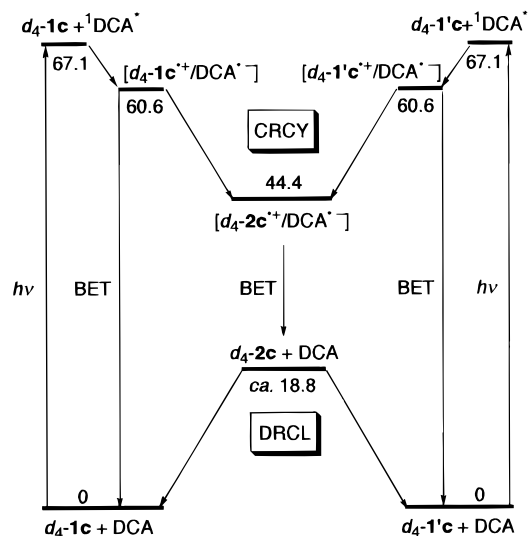 d₄-1c + ¹DCA* d₄-1'c+ ¹DCA*
67.1 [d₄-1c•+/DCA•−] [d₄-1'c•+/DCA•−] 67.1
60.6 60.6
CRCY
44.4
[d₄-2c•+/DCA•−]
hν BET BET BET hν
d₄-2c + DCA
ca. 18.8
DRCL
0 0
d₄-1c + DCA d₄-1'c + DCA